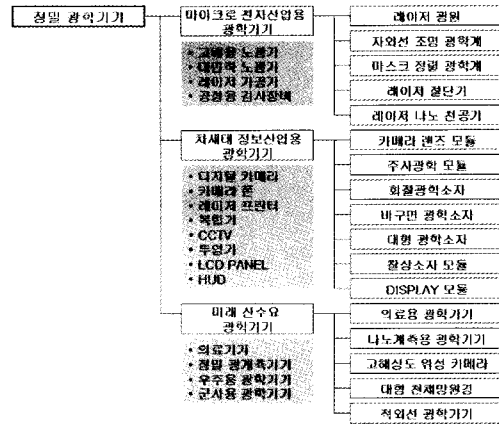 정밀 광학기기
마이크로 전자산업용
광학기기
• 고해상 노광기
• 대면적 노광기
• 레이저 가공기
• 공정용 검사장비
레이저 광원
자외선 조명 광학계
마스크 정렬 광학계
레이저 절단기
레이저 나노 천공기
차세대 정보산업용
광학기기
• 디지탈 카메라
• 카메라 폰
• 레이저 프린터
• 복합기
• CCTV
• 투영기
• LCD PANEL
• HUD
카메라 렌즈 모듈
주사광학 모듈
회절광학소자
비구면 광학소자
대형 광학소자
촬상소자 모듈
DISPLAY 모듈
미래 신수요
광학기기
• 의료기기
• 정밀 광계측기기
• 우주용 광학기기
• 군사용 광학기기
의료용 광학기기
나노계측용 광학기기
고해상도 위성 카메라
대형 천체망원경
적외선 광학기기